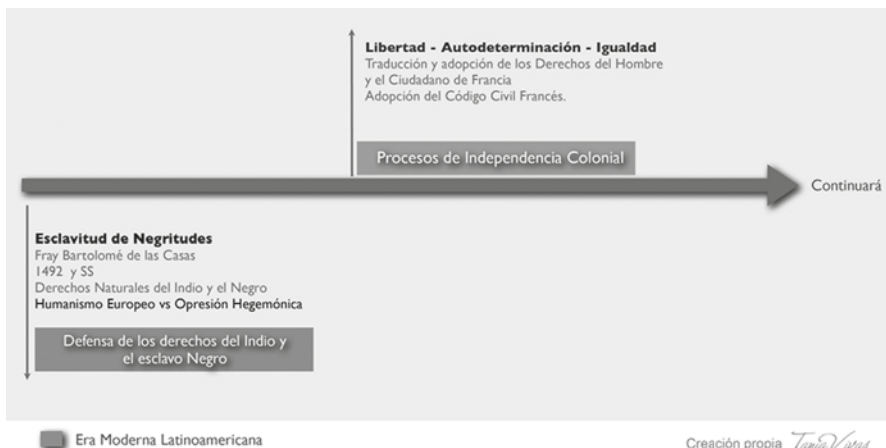 Libertad - Autodeterminación - Igualdad
Traducción y adopción de los Derechos del Hombre
y el Ciudadano de Francia
Adopción del Código Civil Francés.
Procesos de Independencia Colonial
Continuará
Esclavitud de Negritudes
Fray Bartolomé de las Casas
1492 y SS
Derechos Naturales del Indio y el Negro
Humanismo Europeo vs Opresión Hegemónica
Defensa de los derechos del Indio y
el esclavo Negro
Era Moderna Latinoamericana
Creación propia Tania Vivas